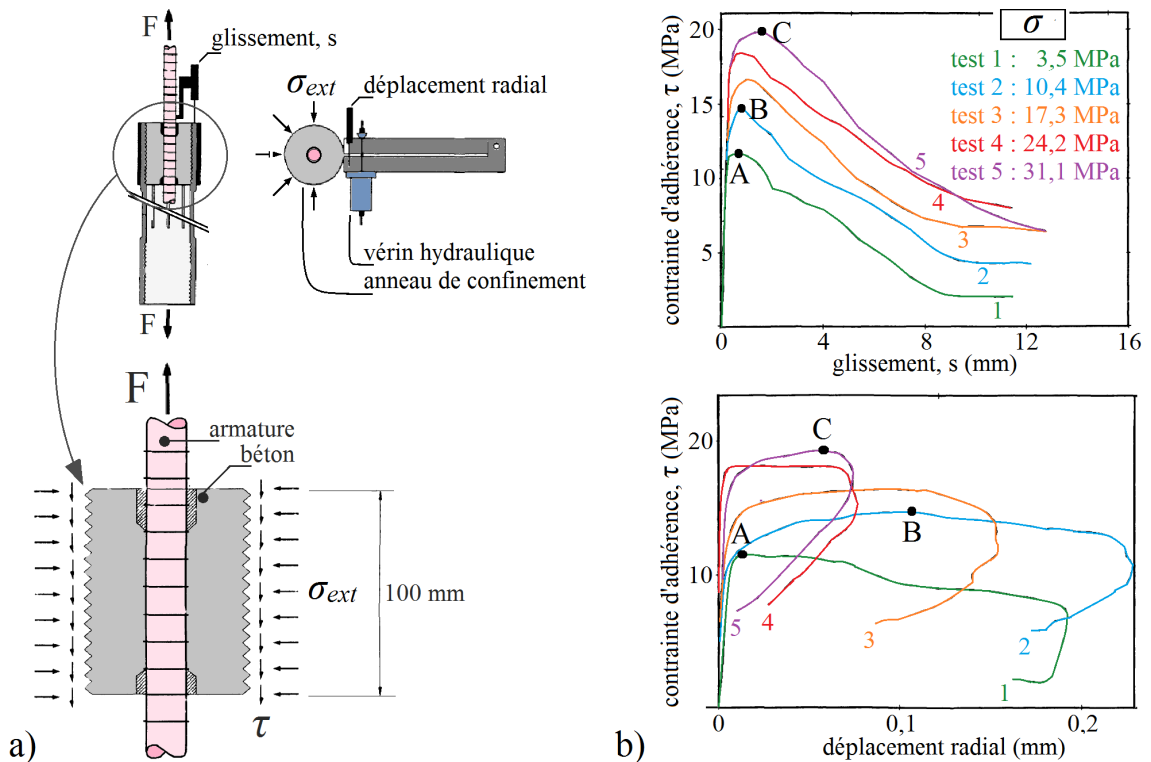 F
glissement, s
σext
déplacement radial
vérin hydraulique
anneau de confinement
F
F
armature
béton
σext
100 mm
τ
a)
contrainte d'adhérence, τ (MPa)
20
15
10
5
0
4
8
12
16
glissement, s (mm)
σ
test 1 : 3,5 MPa
test 2 : 10,4 MPa
test 3 : 17,3 MPa
test 4 : 24,2 MPa
test 5 : 31,1 MPa
C
B
A
5
4
3
2
1
contrainte d'adhérence, τ (MPa)
20
10
0
0,1
0,2
déplacement radial (mm)
C
A
B
5
4
3
2
1
b)